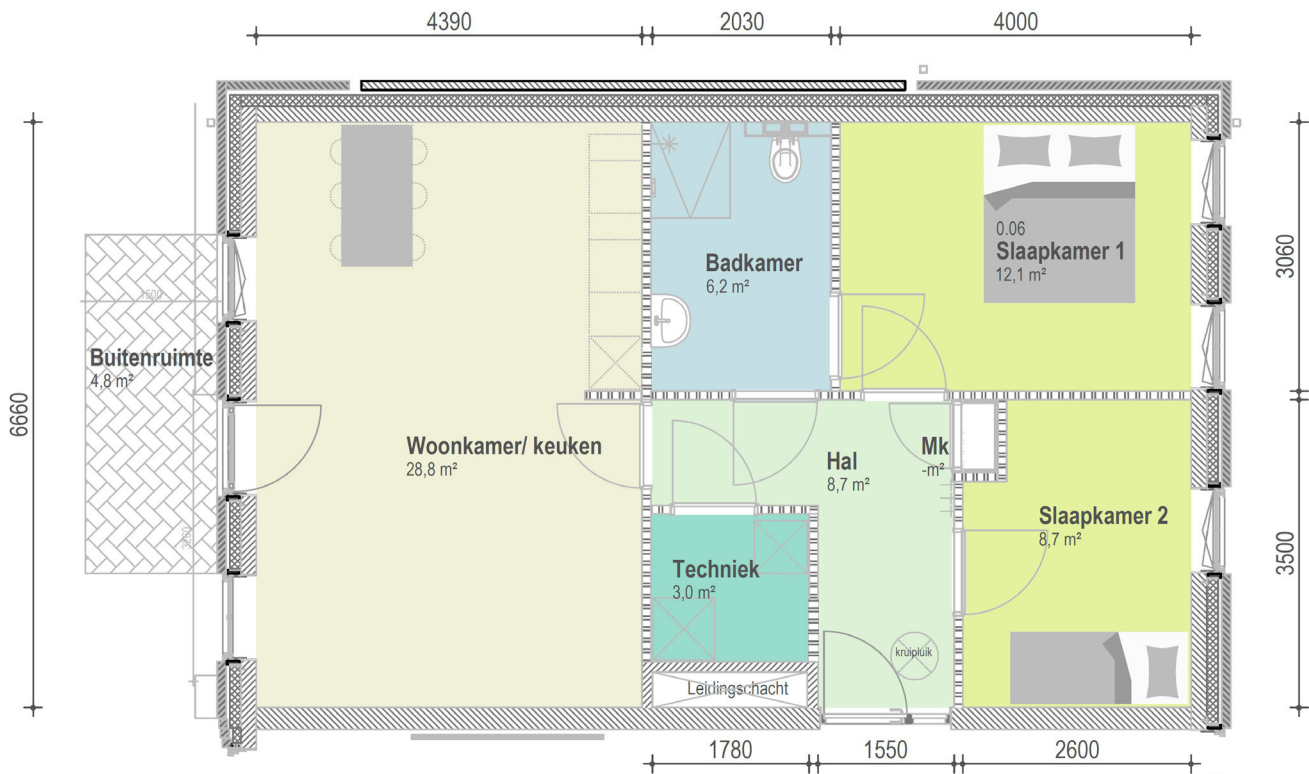 4390
2030
4000
6660
3060
3500
0.06
Slaapkamer 1
12,1 m²
Badkamer
6,2 m²
1500
Buitenruimte
4,8 m²
3260
Woonkamer/ keuken
28,8 m²
Hal
8,7 m²
Mk
-m²
Slaapkamer 2
8,7 m²
Techniek
3,0 m²
kruipluik
Leidingschacht
1780
1550
2600